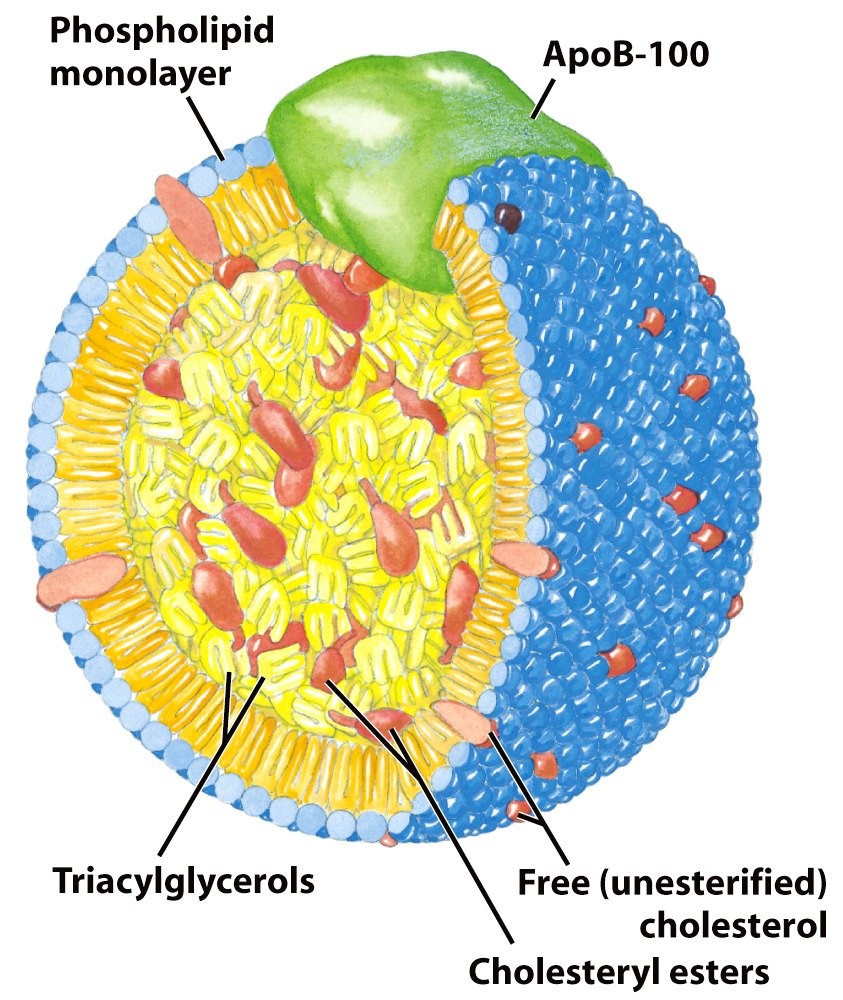 Phospholipid
monolayer
ApoB-100
Triacylglycerols
Free (unesterified)
cholesterol
Cholesteryl esters